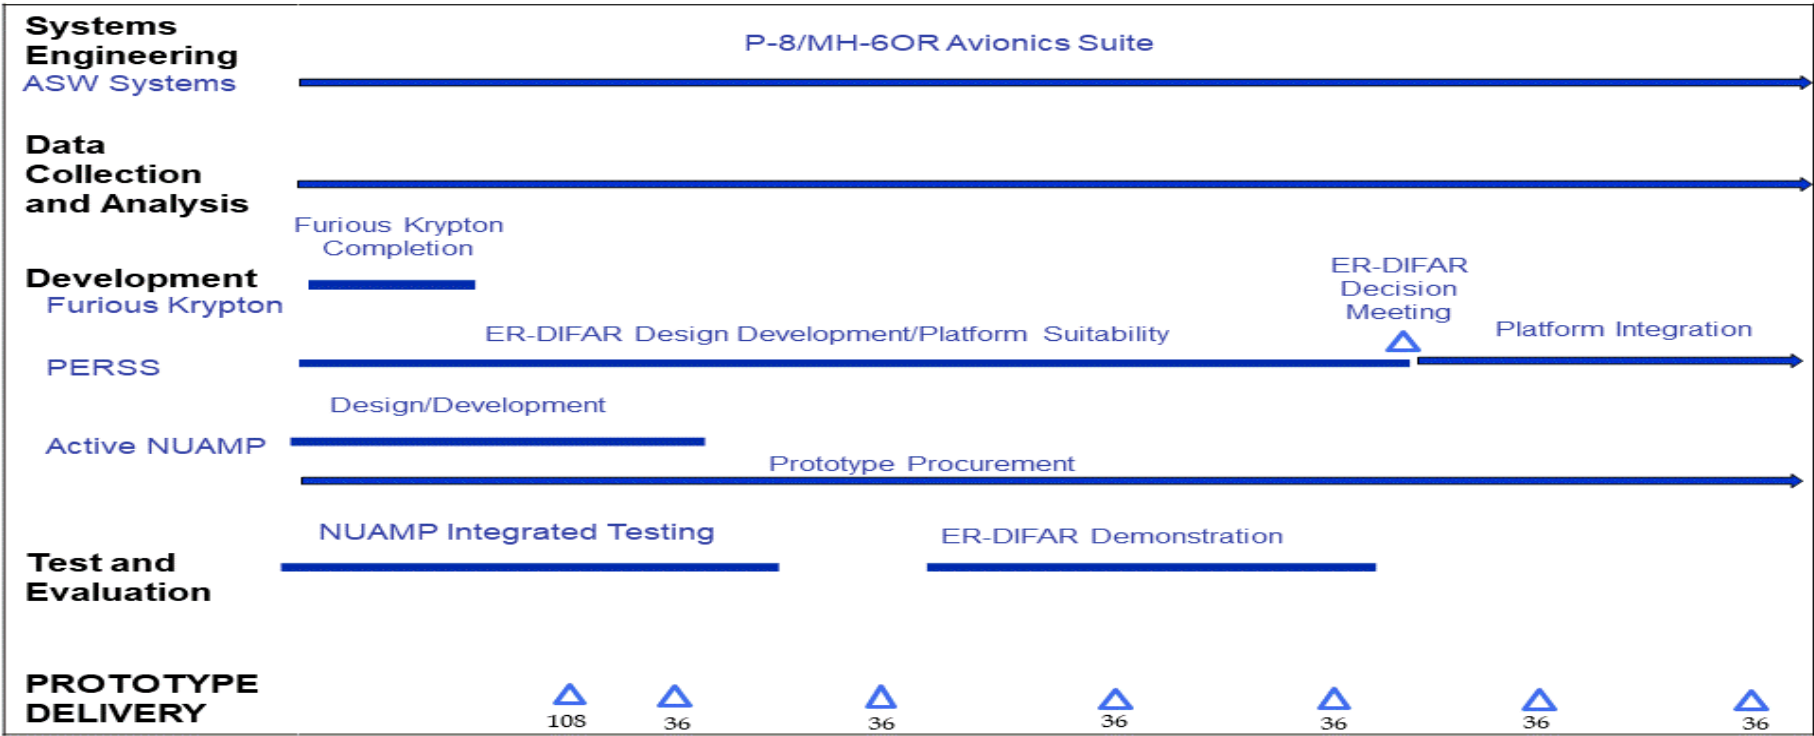 Systems
Engineering
P-8/MH-6OR Avionics Suite
ASW Systems
Data
Collection
and Analysis
Furious Krypton
Completion
Development
Furious Krypton
ER-DIFAR
Decision
Meeting
ER-DIFAR Design Development/Platform Suitability
Platform Integration
PERSS
Design/Development
Active NUAMP
Prototype Procurement
NUAMP Integrated Testing
ER-DIFAR Demonstration
Test and
Evaluation
PROTOTYPE
DELIVERY
108 36 36 36 36 36 36